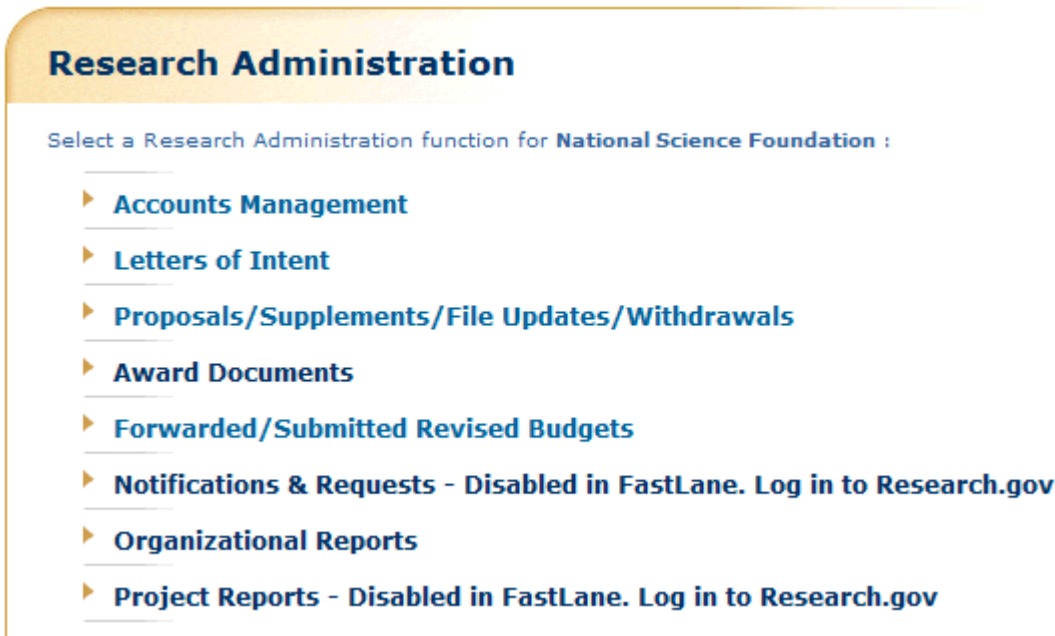 Research Administration
Select a Research Administration function for National Science Foundation :
Accounts Management
Letters of Intent
Proposals/Supplements/File Updates/Withdrawals
Award Documents
Forwarded/Submitted Revised Budgets
Notifications & Requests - Disabled in FastLane. Log in to Research.gov
Organizational Reports
Project Reports - Disabled in FastLane. Log in to Research.gov